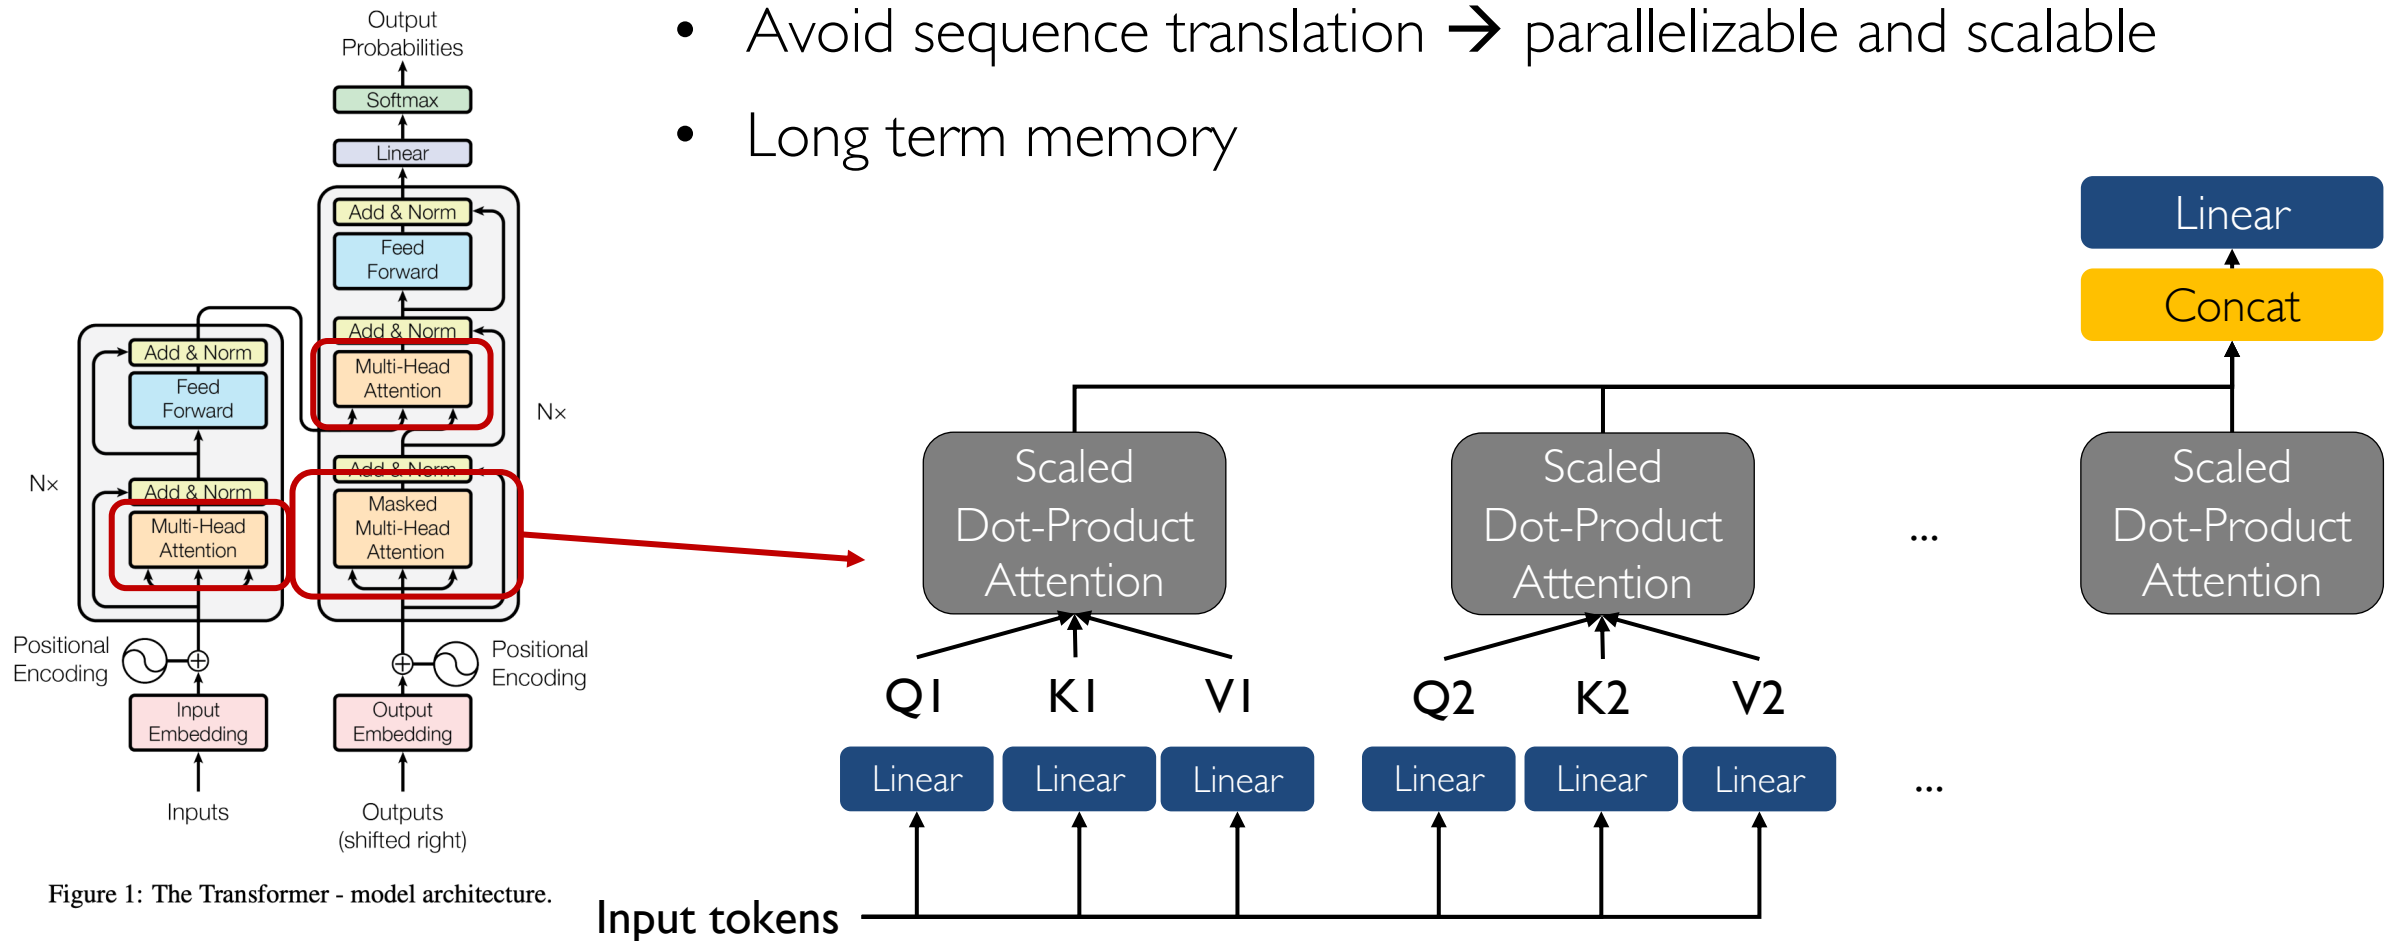 • Avoid sequence translation → parallelizable and scalable
• Long term memory
Output
Probabilities
Softmax
Linear
Add & Norm
Feed
Forward
Add & Norm
Multi-Head
Attention
Nx
Add & Norm
Masked
Multi-Head
Attention
Positional
Encoding
Output
Embedding
Outputs
(shifted right)
Add & Norm
Feed
Forward
Nx
Add & Norm
Multi-Head
Attention
Positional
Encoding
Input
Embedding
Inputs
Figure 1: The Transformer - model architecture.
Linear
Concat
Scaled
Dot-Product
Attention
Scaled
Dot-Product
Attention
...
Scaled
Dot-Product
Attention
Q1 K1 V1 Q2 K2 V2
Linear Linear Linear Linear Linear Linear ...
Input tokens